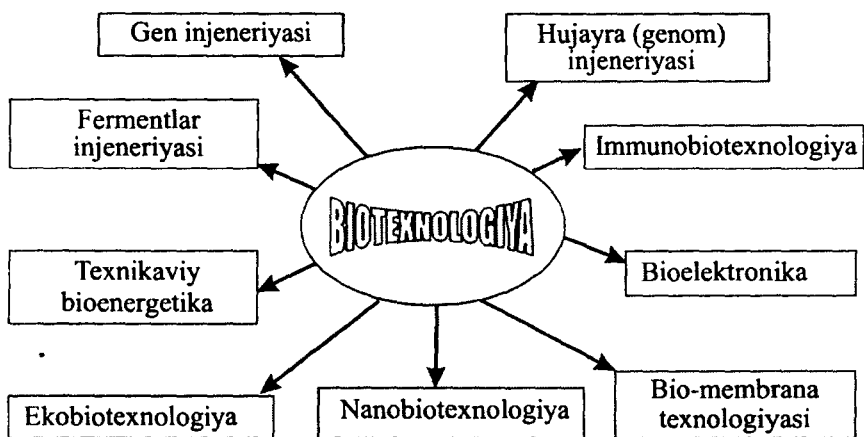 Gen injeneriyasi
Hujayra (genom)
injeneriyasi
Fermentlar
injeneriyasi
Immunobiotexnologiya
BIOTEXNOLOGIYA
Texnikaviy
bioenergetika
Bioelektronika
Ekobiotexnologiya
Nanobiotexnologiya
Bio-membrana
texnologiyasi